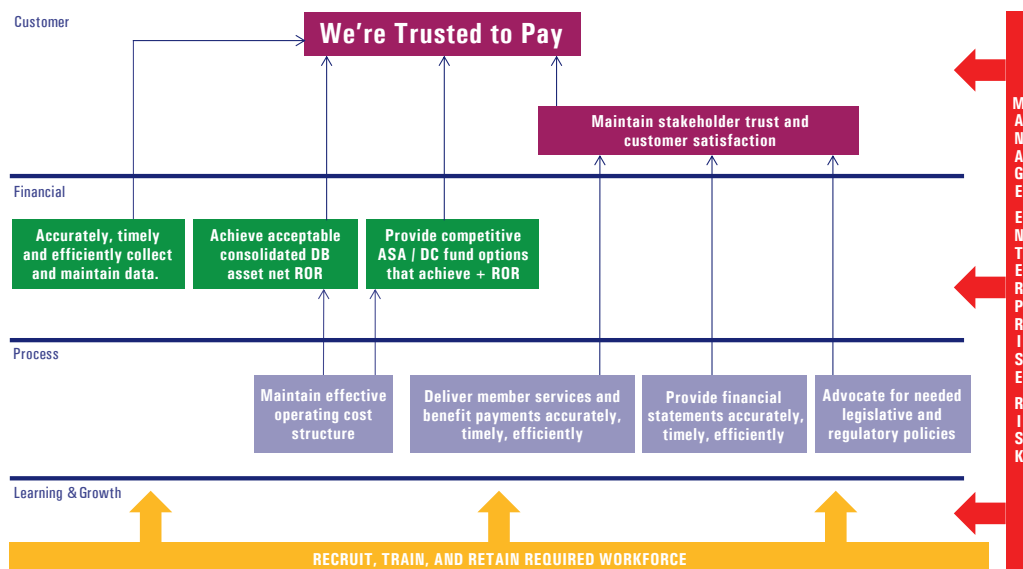 Customer
We're Trusted to Pay
Maintain stakeholder trust and
customer satisfaction
Financial
Accurately, timely
and efficiently collect
and maintain data.
Achieve acceptable
consolidated DB
asset net ROR
Provide competitive
ASA / DC fund options
that achieve + ROR
Process
Maintain effective
operating cost
structure
Deliver member services and
benefit payments accurately,
timely, efficiently
Provide financial
statements accurately,
timely, efficiently
Advocate for needed
legislative and
regulatory policies
Learning & Growth
RECRUIT, TRAIN, AND RETAIN REQUIRED WORKFORCE
MANAGE ENTERPRISE RISK